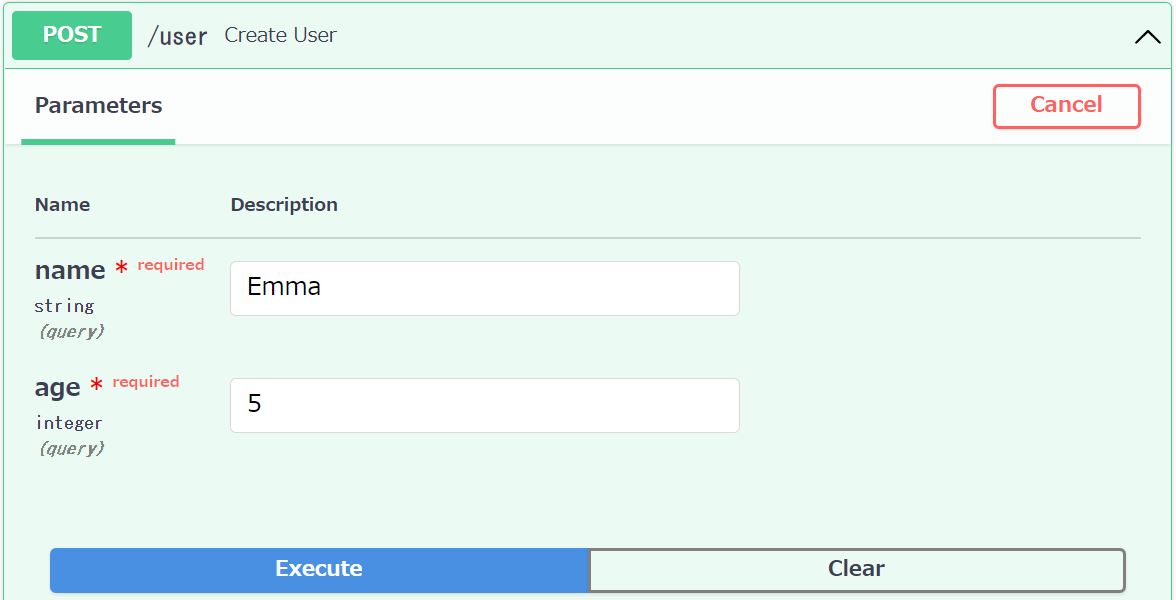 POST /user Create User
Parameters Cancel
Name Description
name * required
string
(query)
Emma
age * required
integer
(query)
5
Execute Clear